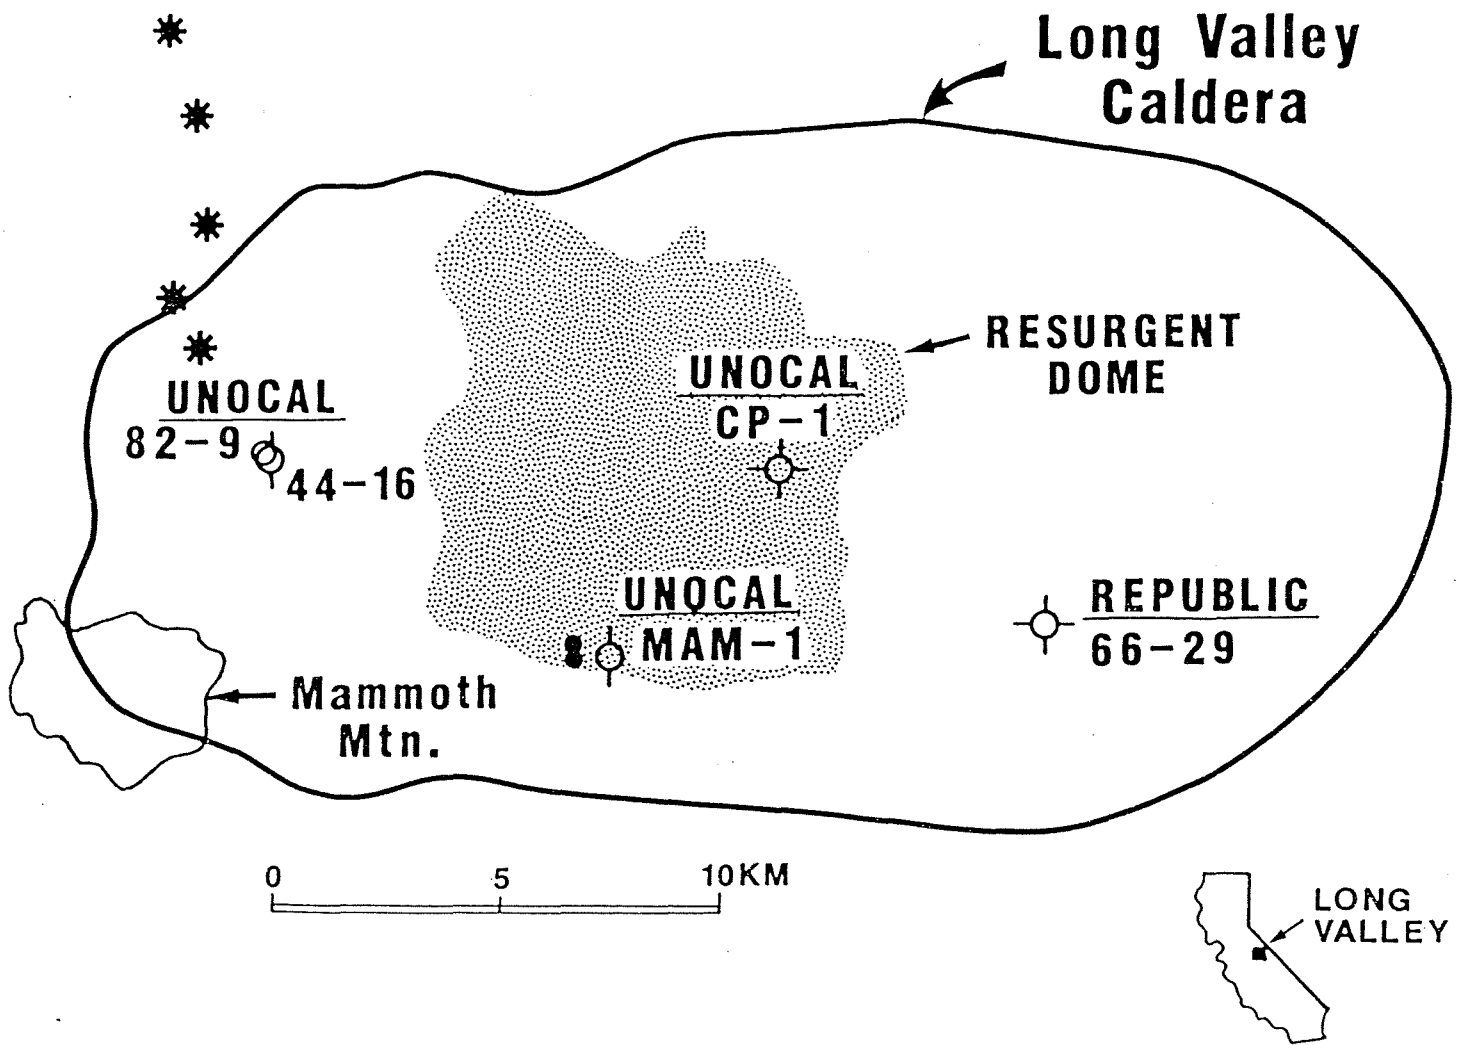 Long Valley
Caldera
RESURGENT
DOME
UNOCAL
CP-1
UNOCAL
82-9
44-16
UNOCAL
MAM-1
REPUBLIC
66-29
Mammoth
Mtn.
0 5 10KM
LONG
VALLEY